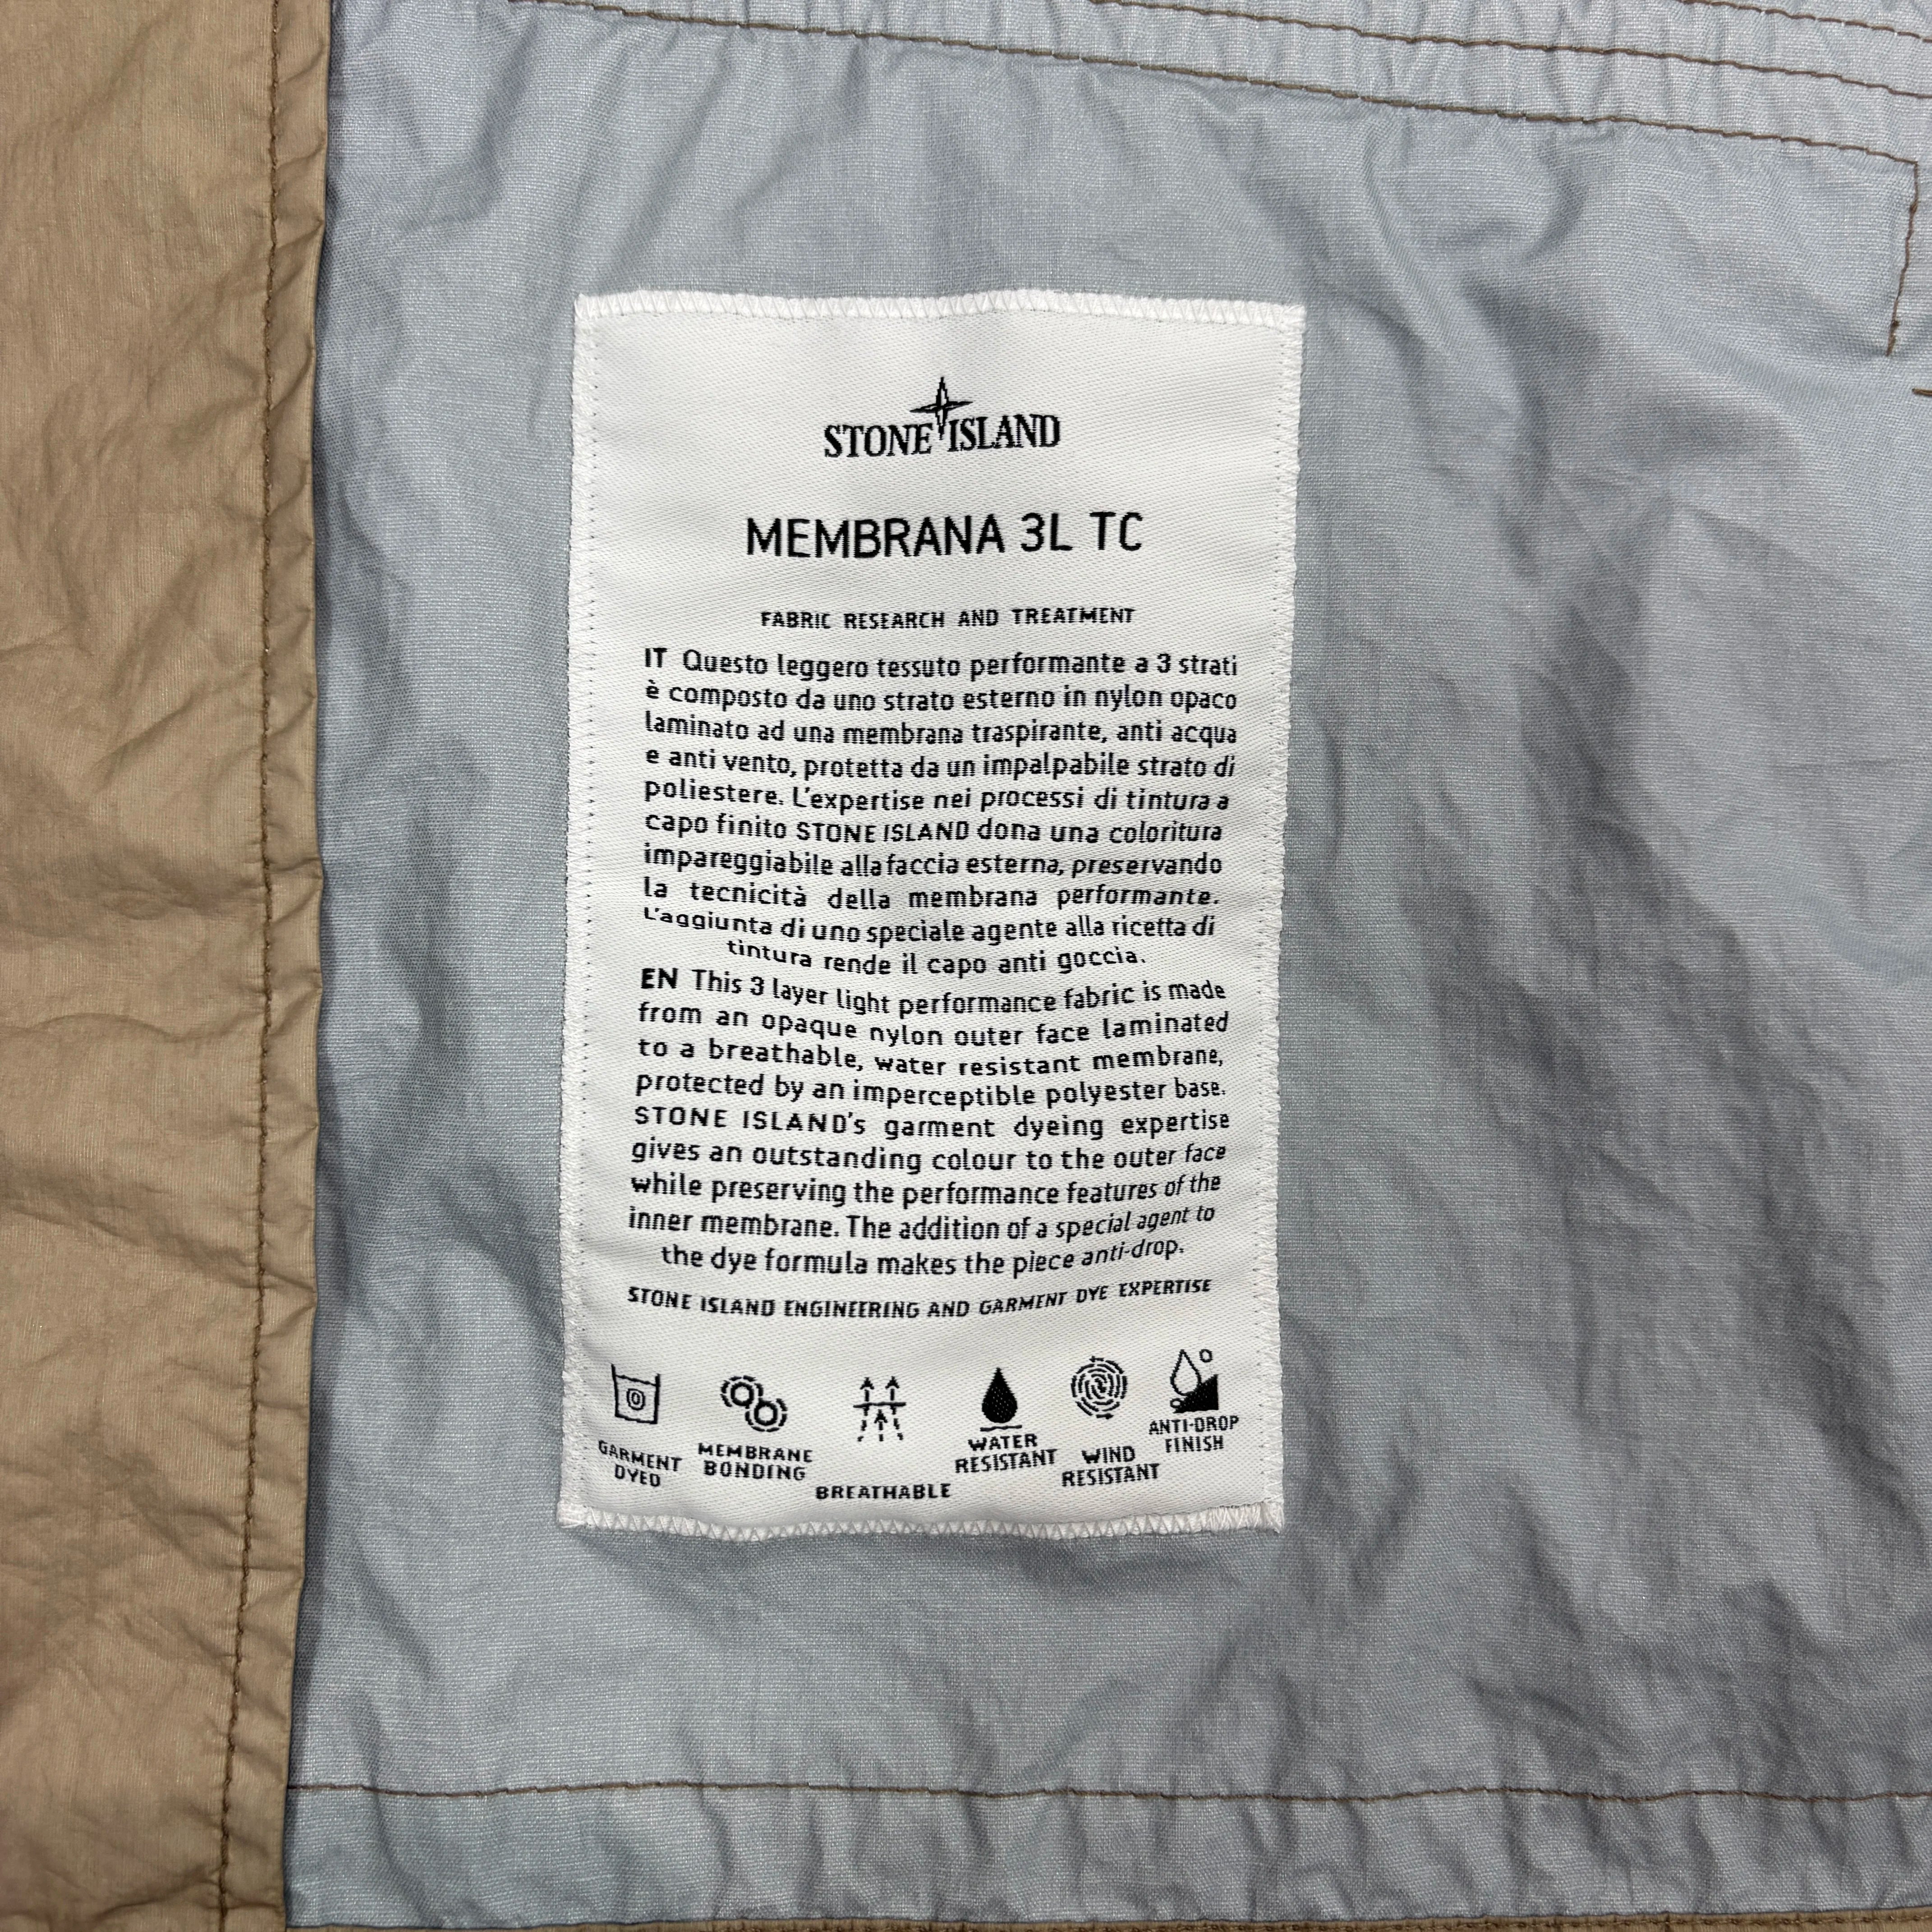 STONE ISLAND
MEMBRANA 3L TC
FABRIC RESEARCH AND TREATMENT
IT Questo leggero tessuto performante a 3 strati
è composto da uno strato esterno in nylon opaco
laminato ad una membrana traspirante, anti acqua
e anti vento, protetta da un impalpabile strato di
poliestere. L'expertise nei processi di tintura a
capo finito STONE ISLAND dona una coloritura
impareggiabile alla faccia esterna, preservando
la tecnicità della membrana performante.
L'aggiunta di uno speciale agente alla ricetta di
tintura rende il capo anti goccia.
EN This 3 layer light performance fabric is made
from an opaque nylon outer face laminated
to a breathable, water resistant membrane,
protected by an imperceptible polyester base.
STONE ISLAND's garment dyeing expertise
gives an outstanding colour to the outer face
while preserving the performance features of the
inner membrane. The addition of a special agent to
the dye formula makes the piece anti-drop.
STONE ISLAND ENGINEERING AND GARMENT DYE EXPERTISE
GARMENT
DYED
MEMBRANE
BONDING
BREATHABLE
WATER
RESISTANT
WIND
RESISTANT
ANTI-DROP
FINISH